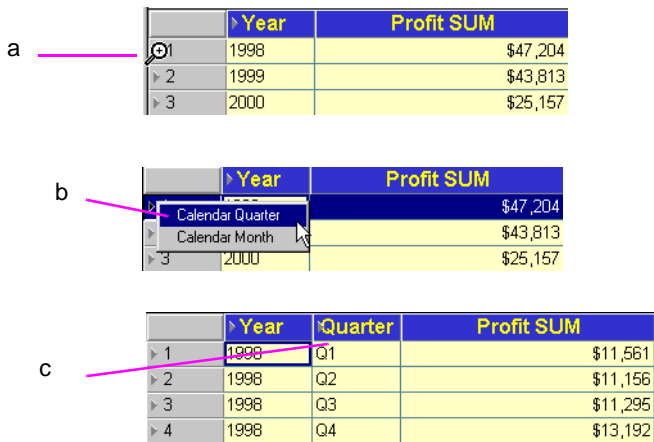 Year Profit SUM
a
1 1998 $47,204
2 1999 $43,813
3 2000 $25,157
Year Profit SUM
b
$47,204
Calendar Quarter
$43,813
Calendar Month
3 2000 $25,157
Year Quarter Profit SUM
1 1998 Q1 $11,561
c
2 1998 Q2 $11,156
3 1998 Q3 $11,295
4 1998 Q4 $13,192